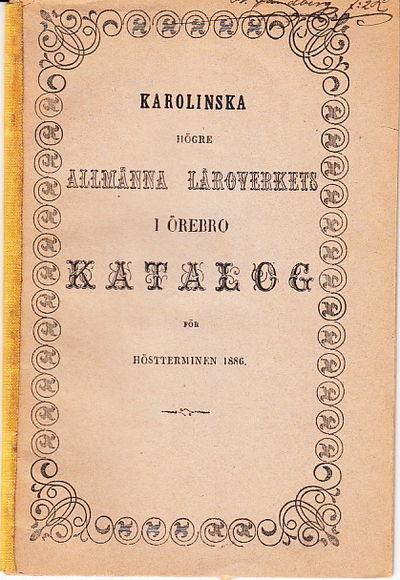 KAROLINSKA
HÖGRE
ALLMÄNNA LÄROVERKETS
I ÖREBRO
KATALOG
FÖR
HÖSTTERMINEN 1886.